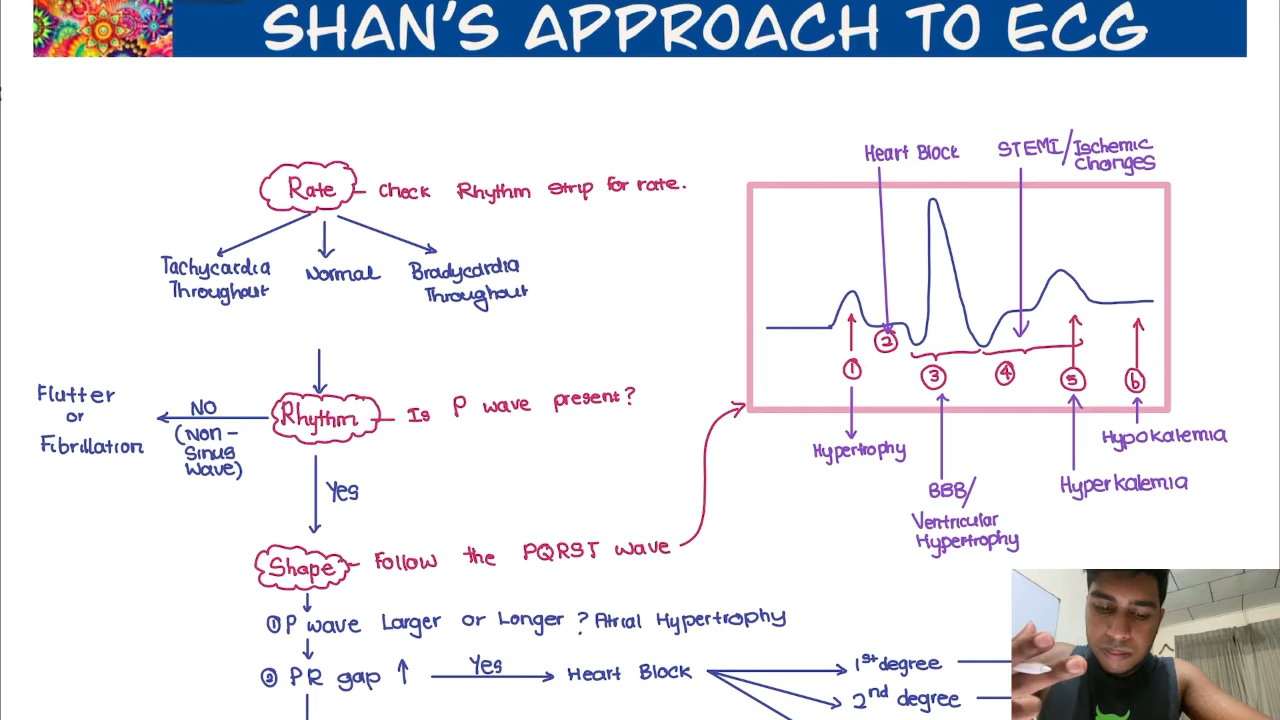 SHAN'S APPROACH TO ECG
Rate - Check Rhythm Strip for rate.
Tachycardia
Throughout
Normal
Bradycardia
Throughout
Rhythm - Is P wave present?
NO
(Non-
Sinus
Wave)
Flutter
or
Fibrillation
Yes
Shape - Follow the PQRST wave
① P wave Larger or Longer? Atrial Hypertrophy
② PR gap ↑
Yes
Heart Block
1st degree
2nd degree
Heart Block
STEMI/Ischemic
Changes
①
②
③
④
⑤
⑥
Hypertrophy
BBB/
Ventricular
Hypertrophy
Hyperkalemia
Hypokalemia